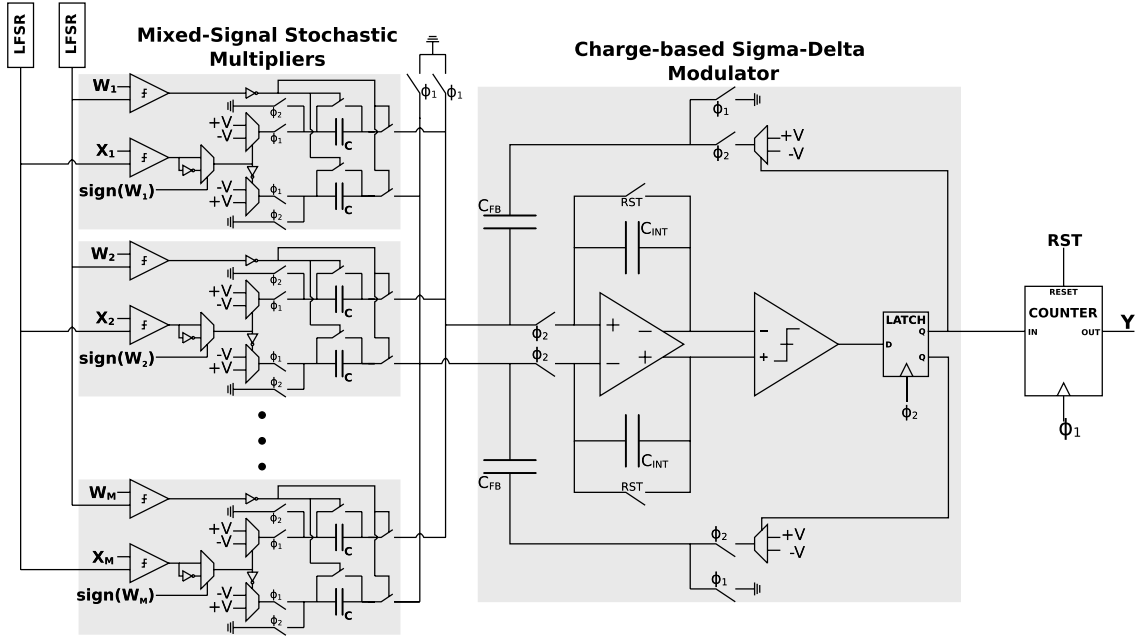 LFSR
LFSR
Mixed-Signal Stochastic
Multipliers
W1
X1
sign(W1)
+V
-V
-V
+V
ϕ2
ϕ1
ϕ1
ϕ2
C
C
W2
X2
sign(W2)
+V
-V
-V
+V
ϕ2
ϕ1
ϕ1
ϕ2
C
C
WM
XM
sign(WM)
+V
-V
-V
+V
ϕ2
ϕ1
ϕ1
ϕ2
C
C
ϕ1
ϕ1
Charge-based Sigma-Delta
Modulator
ϕ1
ϕ2
+V
-V
CFB
RST
CINT
ϕ2
ϕ2
+
−
−
+
−
+
LATCH
D
Q
Q
ϕ2
CINT
RST
CFB
ϕ2
+V
-V
ϕ1
RST
RESET
COUNTER
IN
OUT
Y
ϕ1